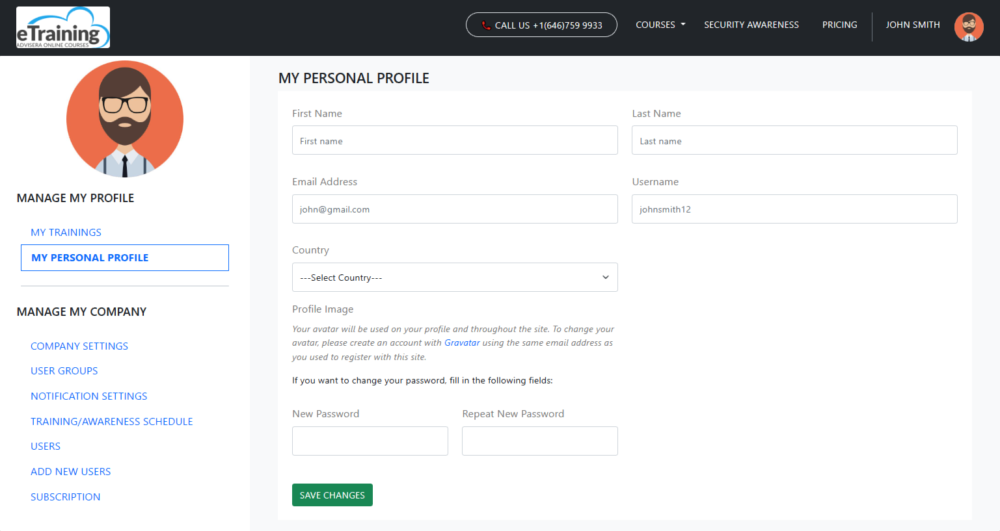 eTraining
ADVISERA ONLINE COURSES
CALL US +1(646)759 9933
COURSES
SECURITY AWARENESS
PRICING
JOHN SMITH
MANAGE MY PROFILE
MY TRAININGS
MY PERSONAL PROFILE
MANAGE MY COMPANY
COMPANY SETTINGS
USER GROUPS
NOTIFICATION SETTINGS
TRAINING/AWARENESS SCHEDULE
USERS
ADD NEW USERS
SUBSCRIPTION
MY PERSONAL PROFILE
First Name
First name
Last Name
Last name
Email Address
john@gmail.com
Username
johnsmith12
Country
---Select Country---
Profile Image
Your avatar will be used on your profile and throughout the site. To change your
avatar, please create an account with Gravatar using the same email address as
you used to register with this site.
If you want to change your password, fill in the following fields:
New Password
Repeat New Password
SAVE CHANGES